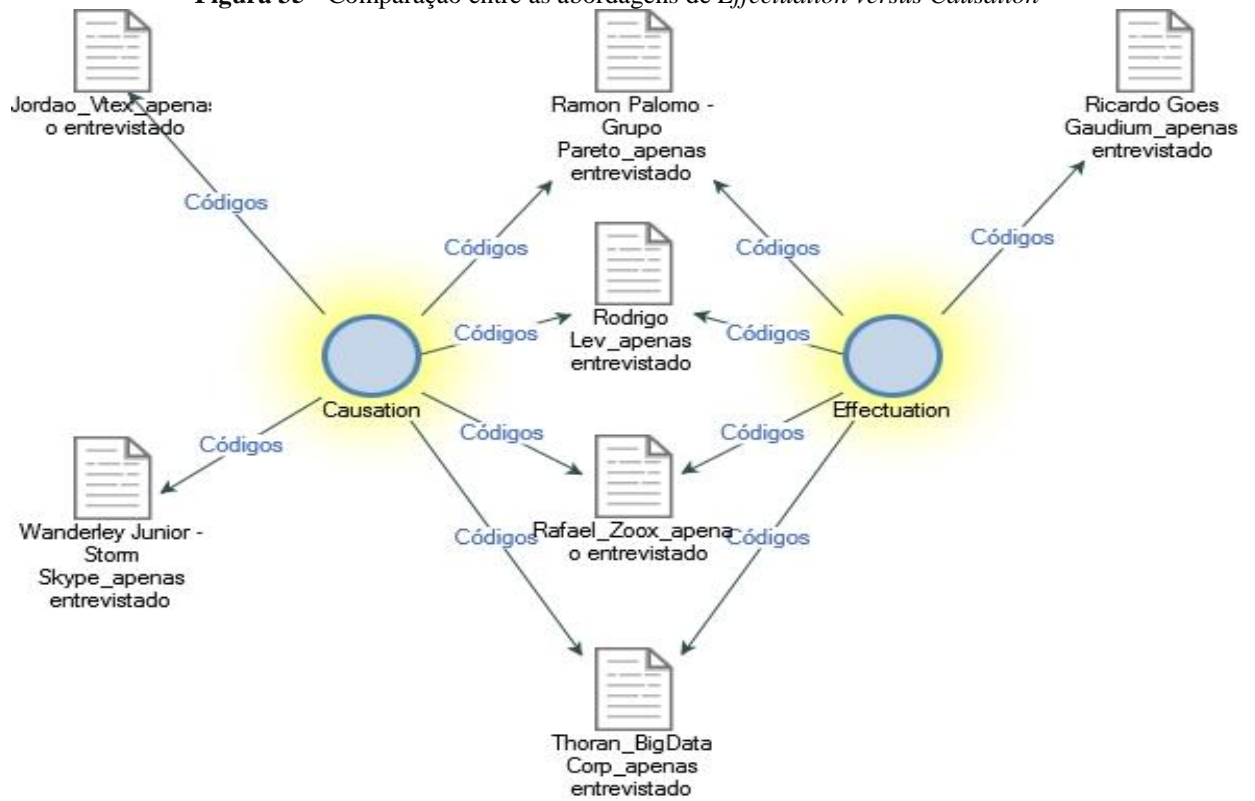 Figura 35 - Comparação entre as abordagens de Effectuation versus Causation
Jordao_Vtex_apenas
o entrevistado
Ramon Palomo -
Grupo
Pareto_apenas
entrevistado
Ricardo Goes
Gaudium_apenas
entrevistado
Códigos
Códigos
Códigos
Códigos
Rodrigo
Lev_apenas
entrevistado
Códigos
Códigos
Causation
Effectuation
Códigos
Códigos
Códigos
Wanderley Junior -
Storm
Skype_apenas
entrevistado
Códigos
Rafael_Zoox_apena
o entrevistado
Códigos
Thoran_BigData
Corp_apenas
entrevistado